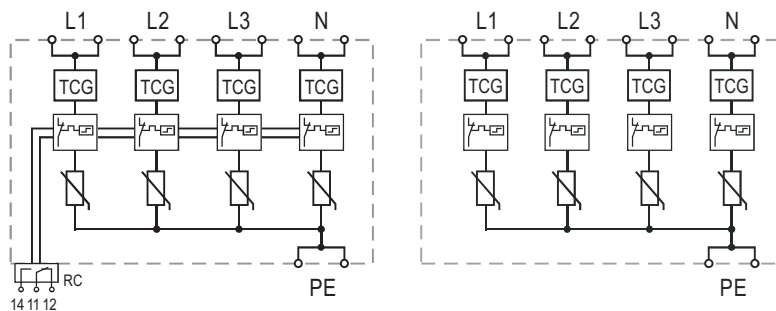 L1 L2 L3 N L1 L2 L3 N
TCG TCG TCG TCG TCG TCG TCG TCG
RC
PE PE
14 11 12